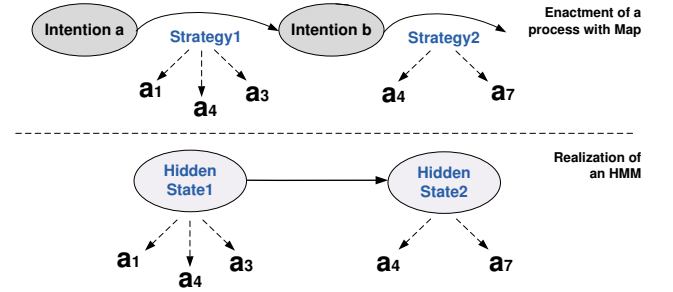 Intention a
Strategy1
Intention b
Strategy2
Enactment of a
process with Map
a1
a4
a3
a4
a7
Hidden
State1
Hidden
State2
Realization of
an HMM
a1
a4
a3
a4
a7